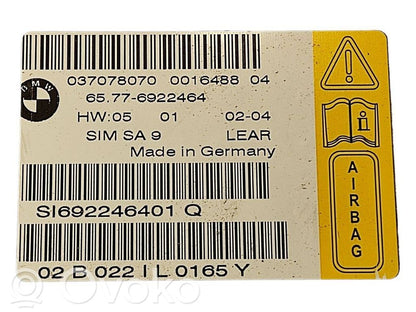 BMW
037078070 0016488 04
65.77-6922464
HW:05 01 02-04
SIM SA 9 LEAR
Made in Germany
SI692246401 Q
02 B 022 I L 0165 Y
i
AIRBAG
OVOKO